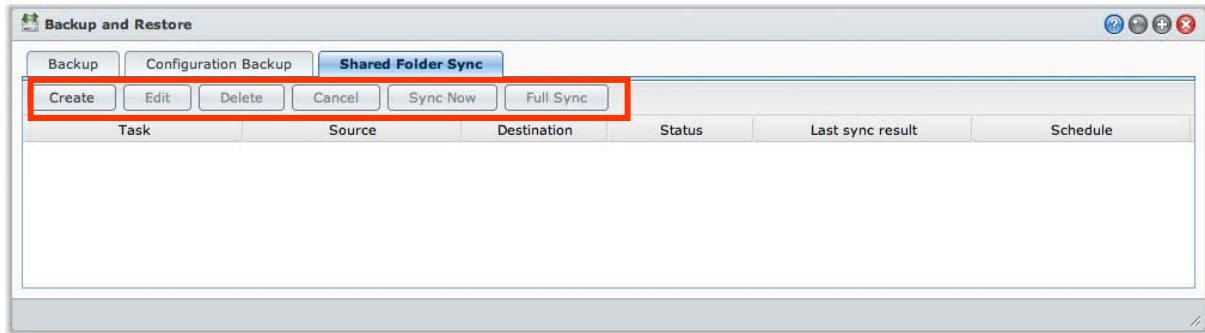 Backup and Restore
Backup Configuration Backup Shared Folder Sync
Create Edit Delete Cancel Sync Now Full Sync
Task Source Destination Status Last sync result Schedule